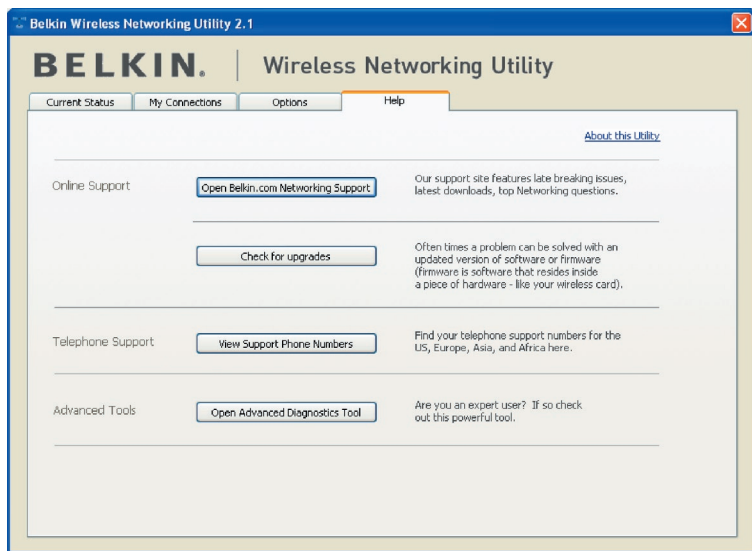 Belkin Wireless Networking Utility 2.1
BELKIN. Wireless Networking Utility
Current Status My Connections Options Help
About this Utility
Online Support
Open Belkin.com Networking Support
Our support site features late breaking issues,
latest downloads, top Networking questions.
Check for upgrades
Often times a problem can be solved with an
updated version of software or firmware
(firmware is software that resides inside
a piece of hardware - like your wireless card).
Telephone Support
View Support Phone Numbers
Find your telephone support numbers for the
US, Europe, Asia, and Africa here.
Advanced Tools
Open Advanced Diagnostics Tool
Are you an expert user? If so check
out this powerful tool.